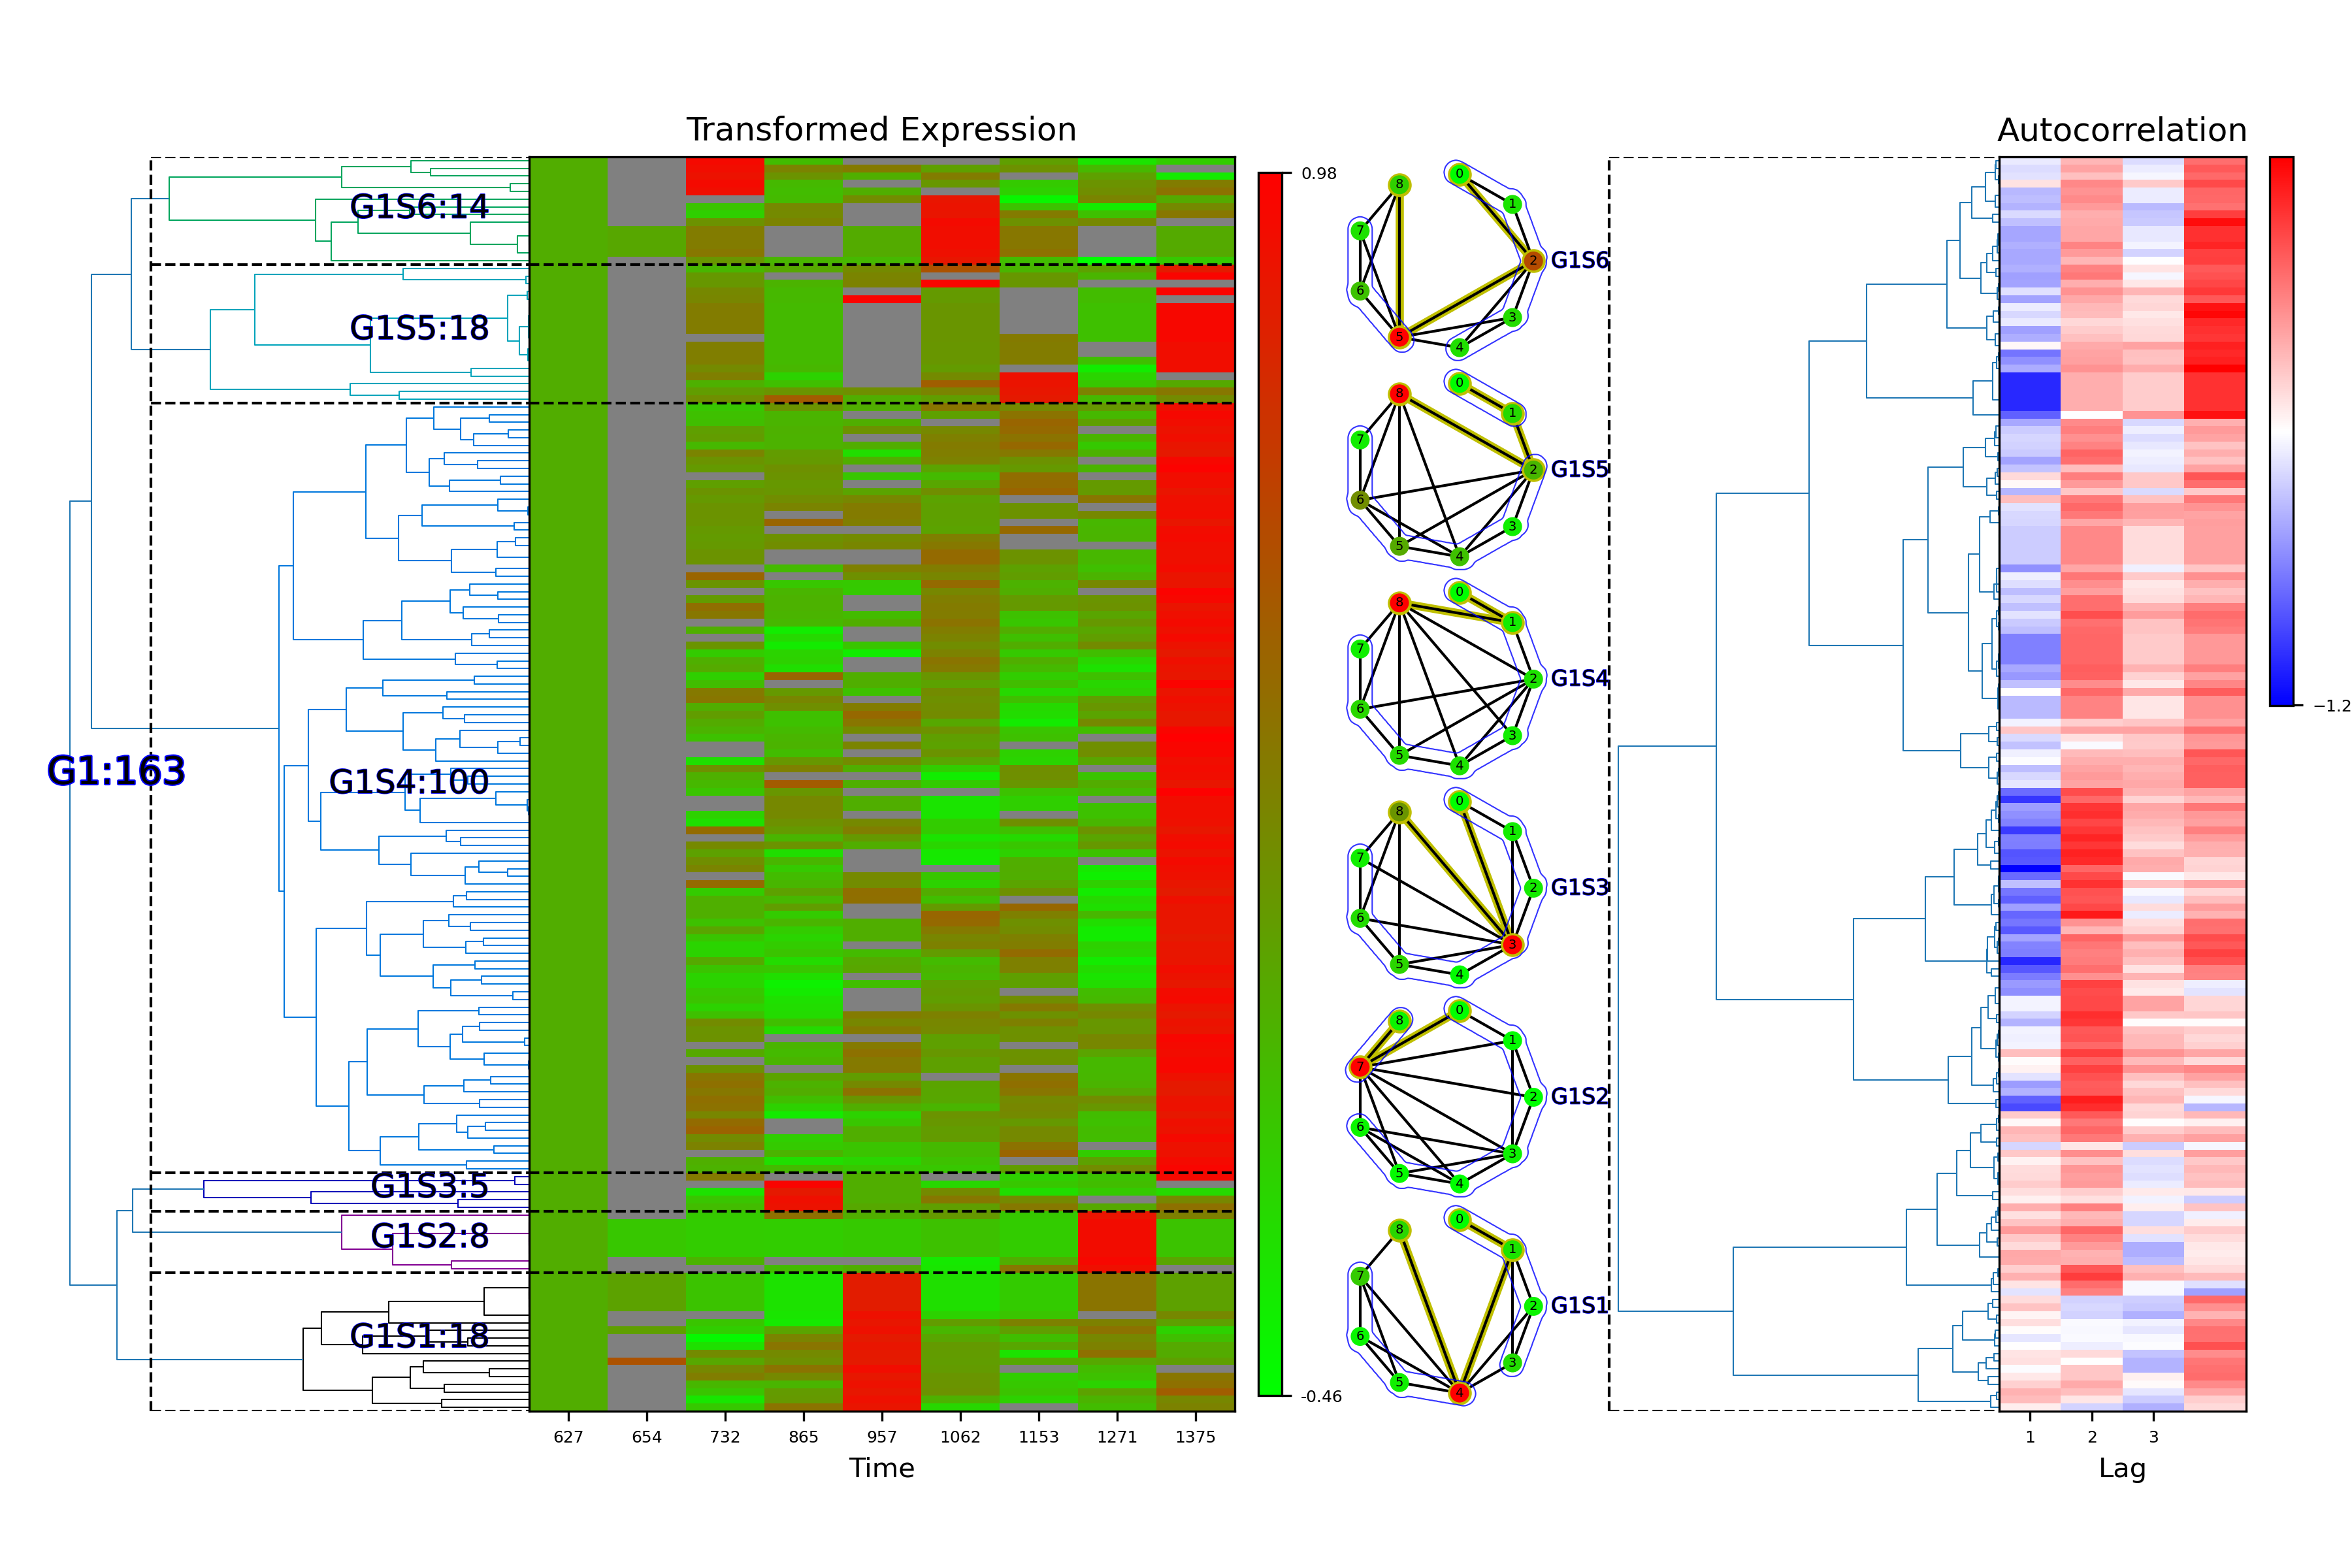 Transformed Expression
Autocorrelation
G1:163
G1S6:14
G1S5:18
G1S4:100
G1S3:5
G1S2:8
G1S1:18
0.98
-0.46
627 654 732 865 957 1062 1153 1271 1375
Time
0 1 2 3 4 5 6 7 8
G1S6
0 1 2 3 4 5 6 7 8
G1S5
0 1 2 3 4 5 6 7 8
G1S4
0 1 2 3 4 5 6 7 8
G1S3
0 1 2 3 4 5 6 7 8
G1S2
0 1 2 3 4 5 6 7 8
G1S1
−1.2
1 2 3
Lag